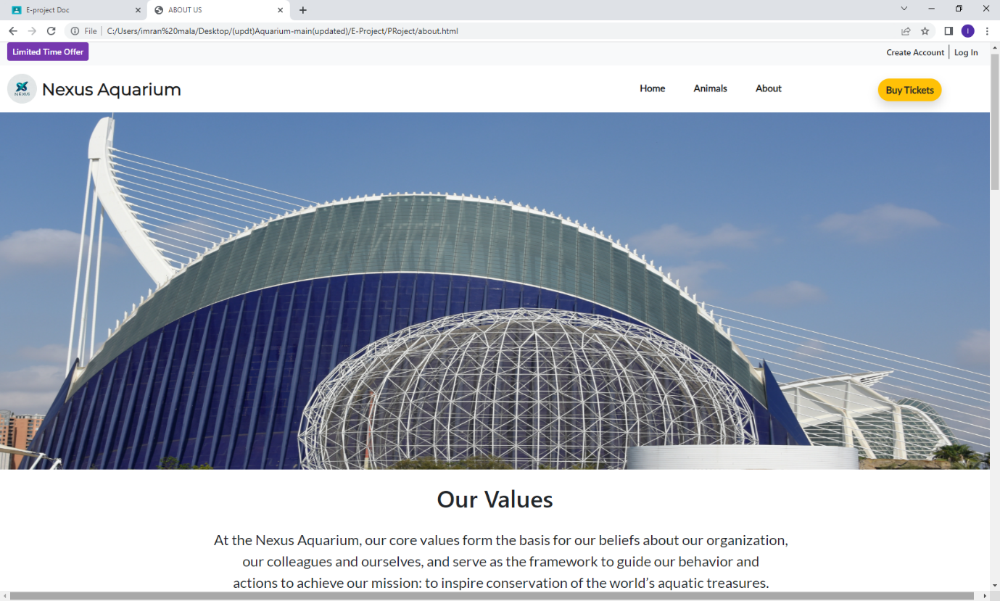 E-project Doc
ABOUT US
File
C:/Users/imran%20mala/Desktop/(updt)Aquarium-main(updated)/E-Project/PRoject/about.html
I
Limited Time Offer
Create Account
Log In
NEXUS
Nexus Aquarium
Home
Animals
About
Buy Tickets
Our Values
At the Nexus Aquarium, our core values form the basis for our beliefs about our organization,
our colleagues and ourselves, and serve as the framework to guide our behavior and
actions to achieve our mission: to inspire conservation of the world’s aquatic treasures.